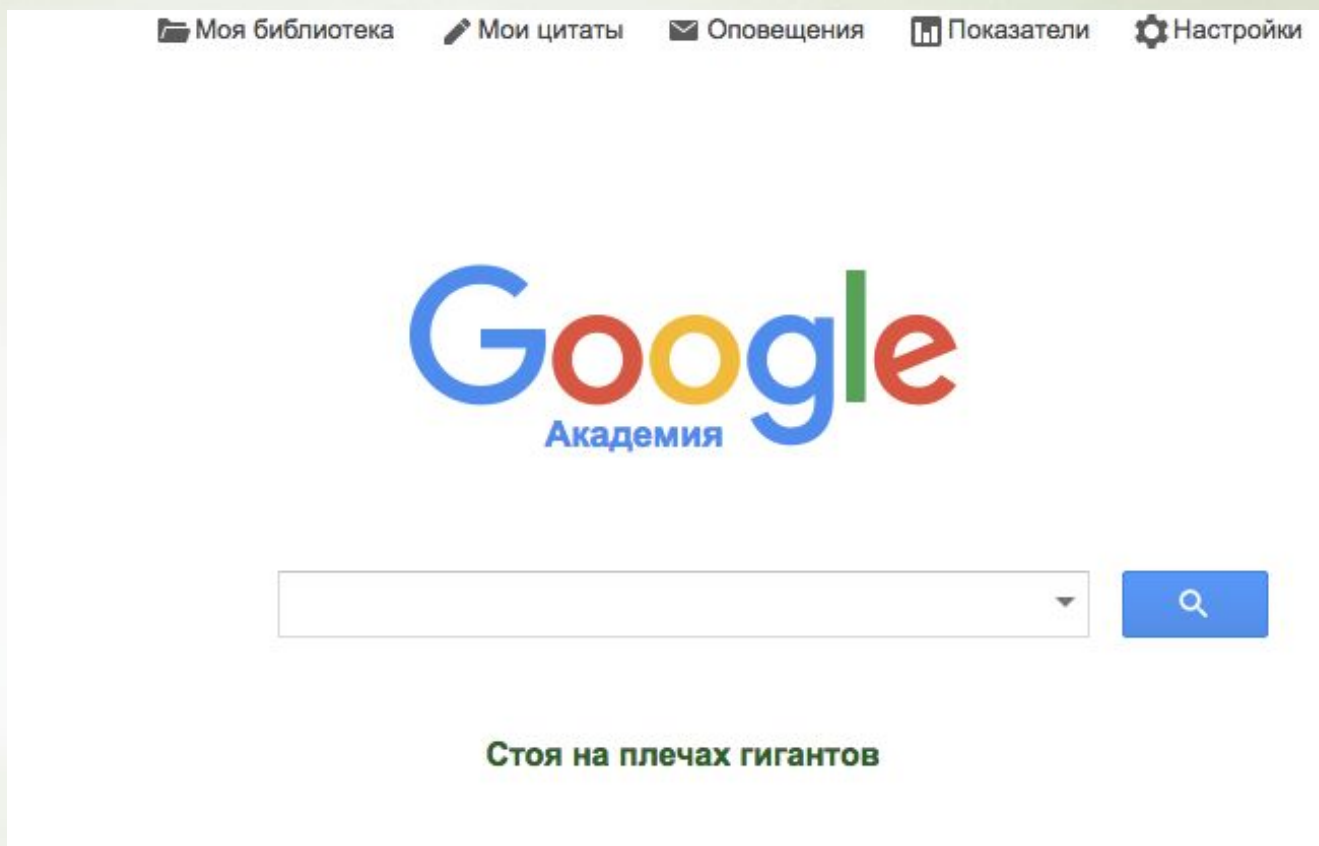 Моя библиотека Мои цитаты Оповещения Показатели Настройки
Google
Академия
Стоя на плечах гигантов